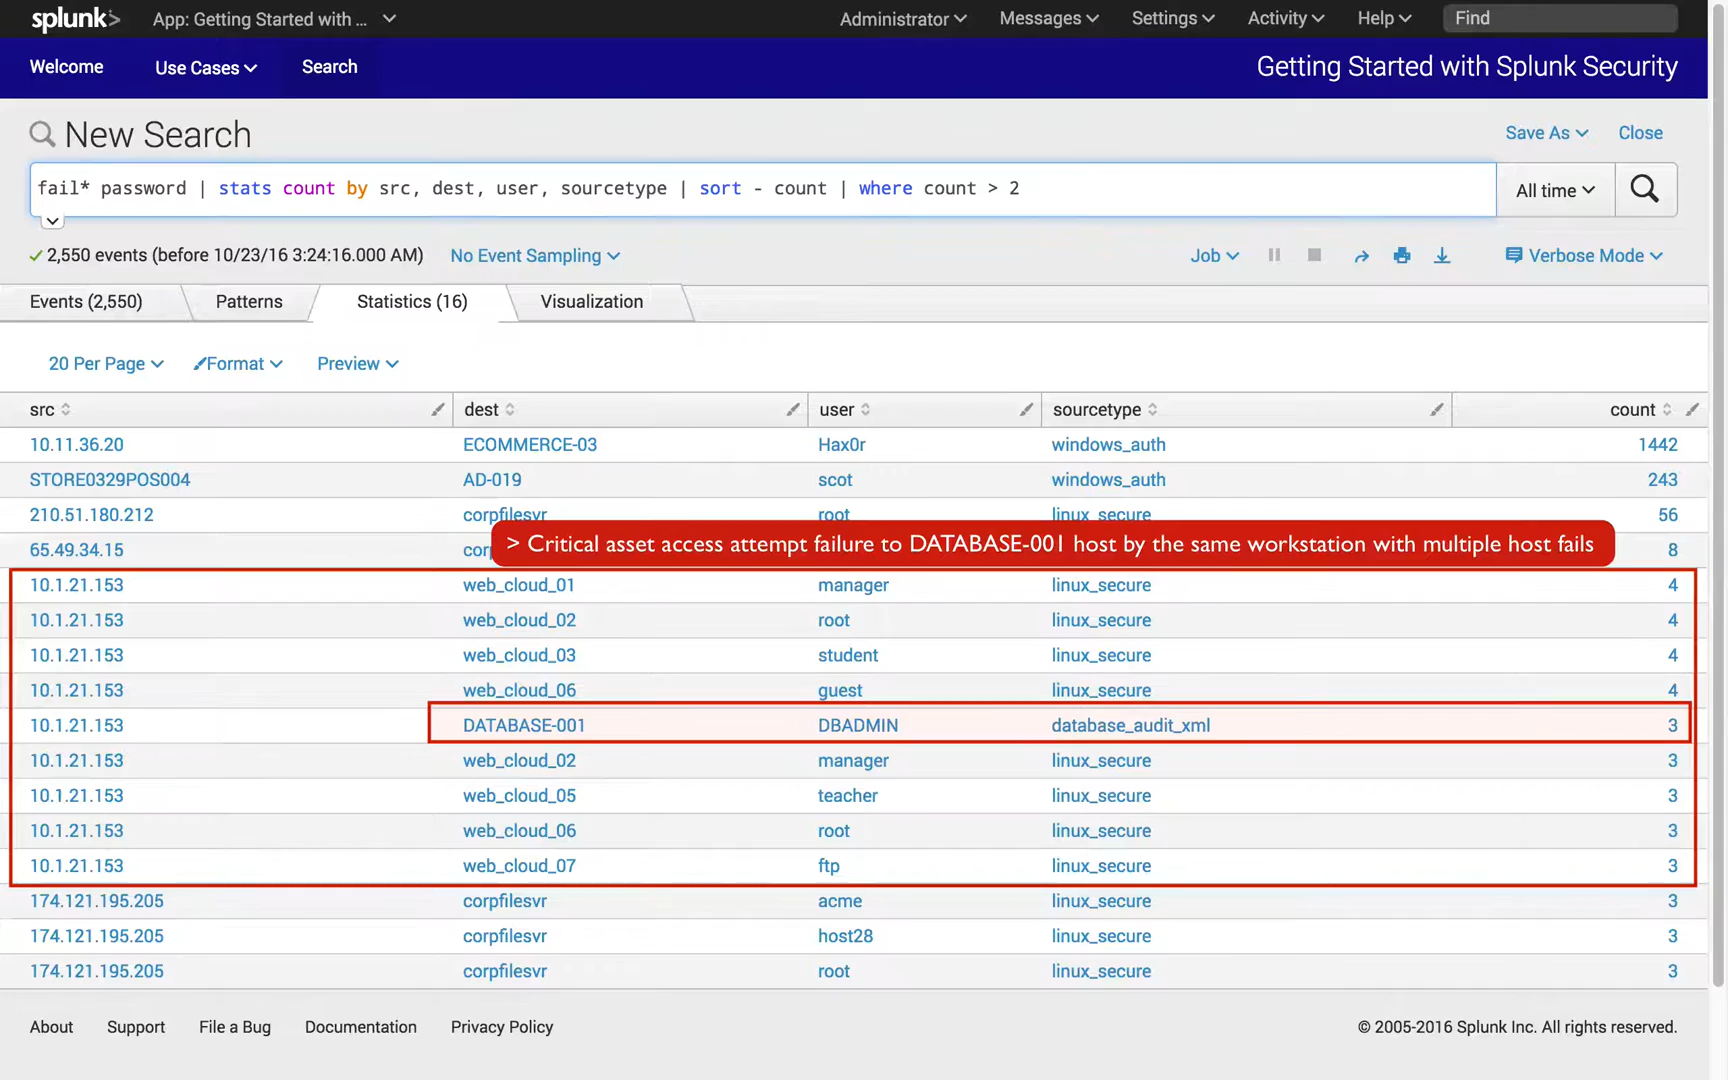 splunk> App: Getting Started with ... Administrator Messages Settings Activity Help Find
Welcome Use Cases Search Getting Started with Splunk Security
New Search Save As Close
fail* password | stats count by src, dest, user, sourcetype | sort - count | where count > 2 All time
2,550 events (before 10/23/16 3:24:16.000 AM) No Event Sampling Job Verbose Mode
Events (2,550) Patterns Statistics (16) Visualization
20 Per Page Format Preview
src dest user sourcetype count
10.11.36.20 ECOMMERCE-03 Hax0r windows_auth 1442
STORE0329POS004 AD-019 scot windows_auth 243
210.51.180.212 corpfilesvr root linux_secure 56
> Critical asset access attempt failure to DATABASE-001 host by the same workstation with multiple host fails
65.49.34.15 8
10.1.21.153 web_cloud_01 manager linux_secure 4
10.1.21.153 web_cloud_02 root linux_secure 4
10.1.21.153 web_cloud_03 student linux_secure 4
10.1.21.153 web_cloud_06 guest linux_secure 4
10.1.21.153 DATABASE-001 DBADMIN database_audit_xml 3
10.1.21.153 web_cloud_02 manager linux_secure 3
10.1.21.153 web_cloud_05 teacher linux_secure 3
10.1.21.153 web_cloud_06 root linux_secure 3
10.1.21.153 web_cloud_07 ftp linux_secure 3
174.121.195.205 corpfilesvr acme linux_secure 3
174.121.195.205 corpfilesvr host28 linux_secure 3
174.121.195.205 corpfilesvr root linux_secure 3
About Support File a Bug Documentation Privacy Policy © 2005-2016 Splunk Inc. All rights reserved.